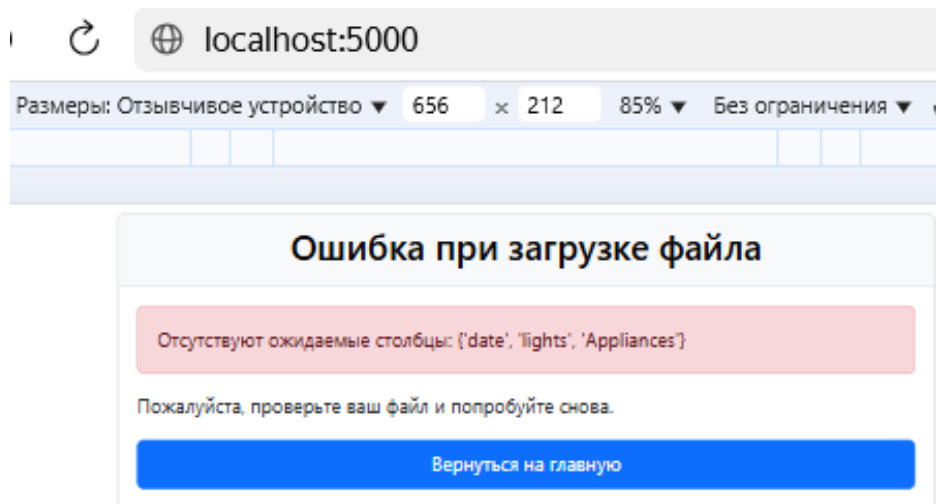 localhost:5000
Размеры: Отзывчивое устройство ▼ 656 × 212 85% ▼ Без ограничения ▼
Ошибка при загрузке файла
Отсутствуют ожидаемые столбцы: {'date', 'lights', 'Appliances'}
Пожалуйста, проверьте ваш файл и попробуйте снова.
Вернуться на главную